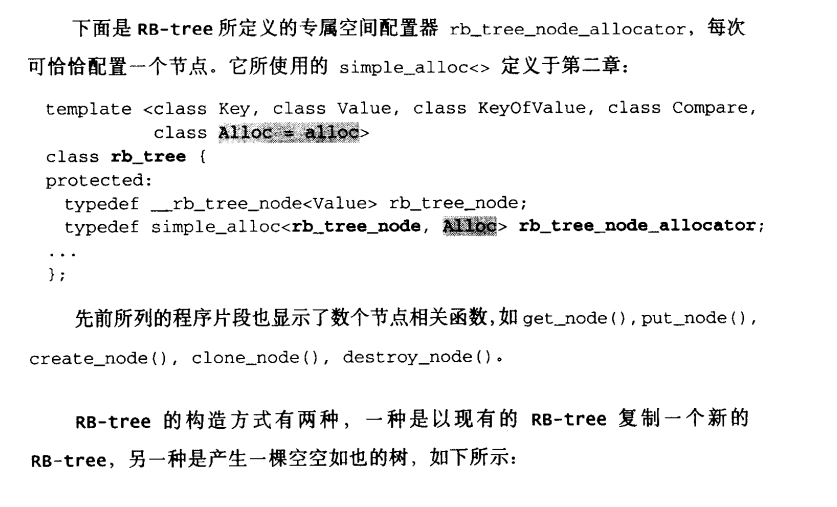 下面是 RB-tree 所定义的专属空间配置器 rb_tree_node_allocator，每次
可恰恰配置一个节点。它所使用的 simple_alloc<> 定义于第二章：
template <class Key, class Value, class KeyOfValue, class Compare,
class Alloc = alloc>
class rb_tree {
protected:
typedef __rb_tree_node<Value> rb_tree_node;
typedef simple_alloc<rb_tree_node, Alloc> rb_tree_node_allocator;
...
};
先前所列的程序片段也显示了数个节点相关函数，如 get_node(), put_node(),
create_node(), clone_node(), destroy_node()。
RB-tree 的构造方式有两种，一种是以现有的 RB-tree 复制一个新的
RB-tree，另一种是产生一棵空空如也的树，如下所示：